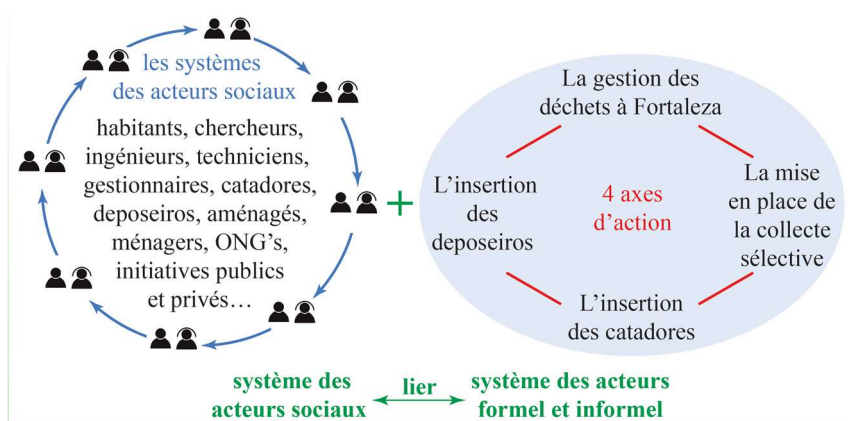 les systèmes
des acteurs sociaux
habitants, chercheurs,
ingénieurs, techniciens,
gestionnaires, catadores,
deposeiros, aménagés,
ménagers, ONG’s,
initiatives publics
et privés…
+
La gestion des
déchets à Fortaleza
L’insertion
des
deposeiros
4 axes
d’action
La mise
en place de
la collecte
sélective
L’insertion
des catadores
système des
acteurs sociaux
lier
système des acteurs
formel et informel